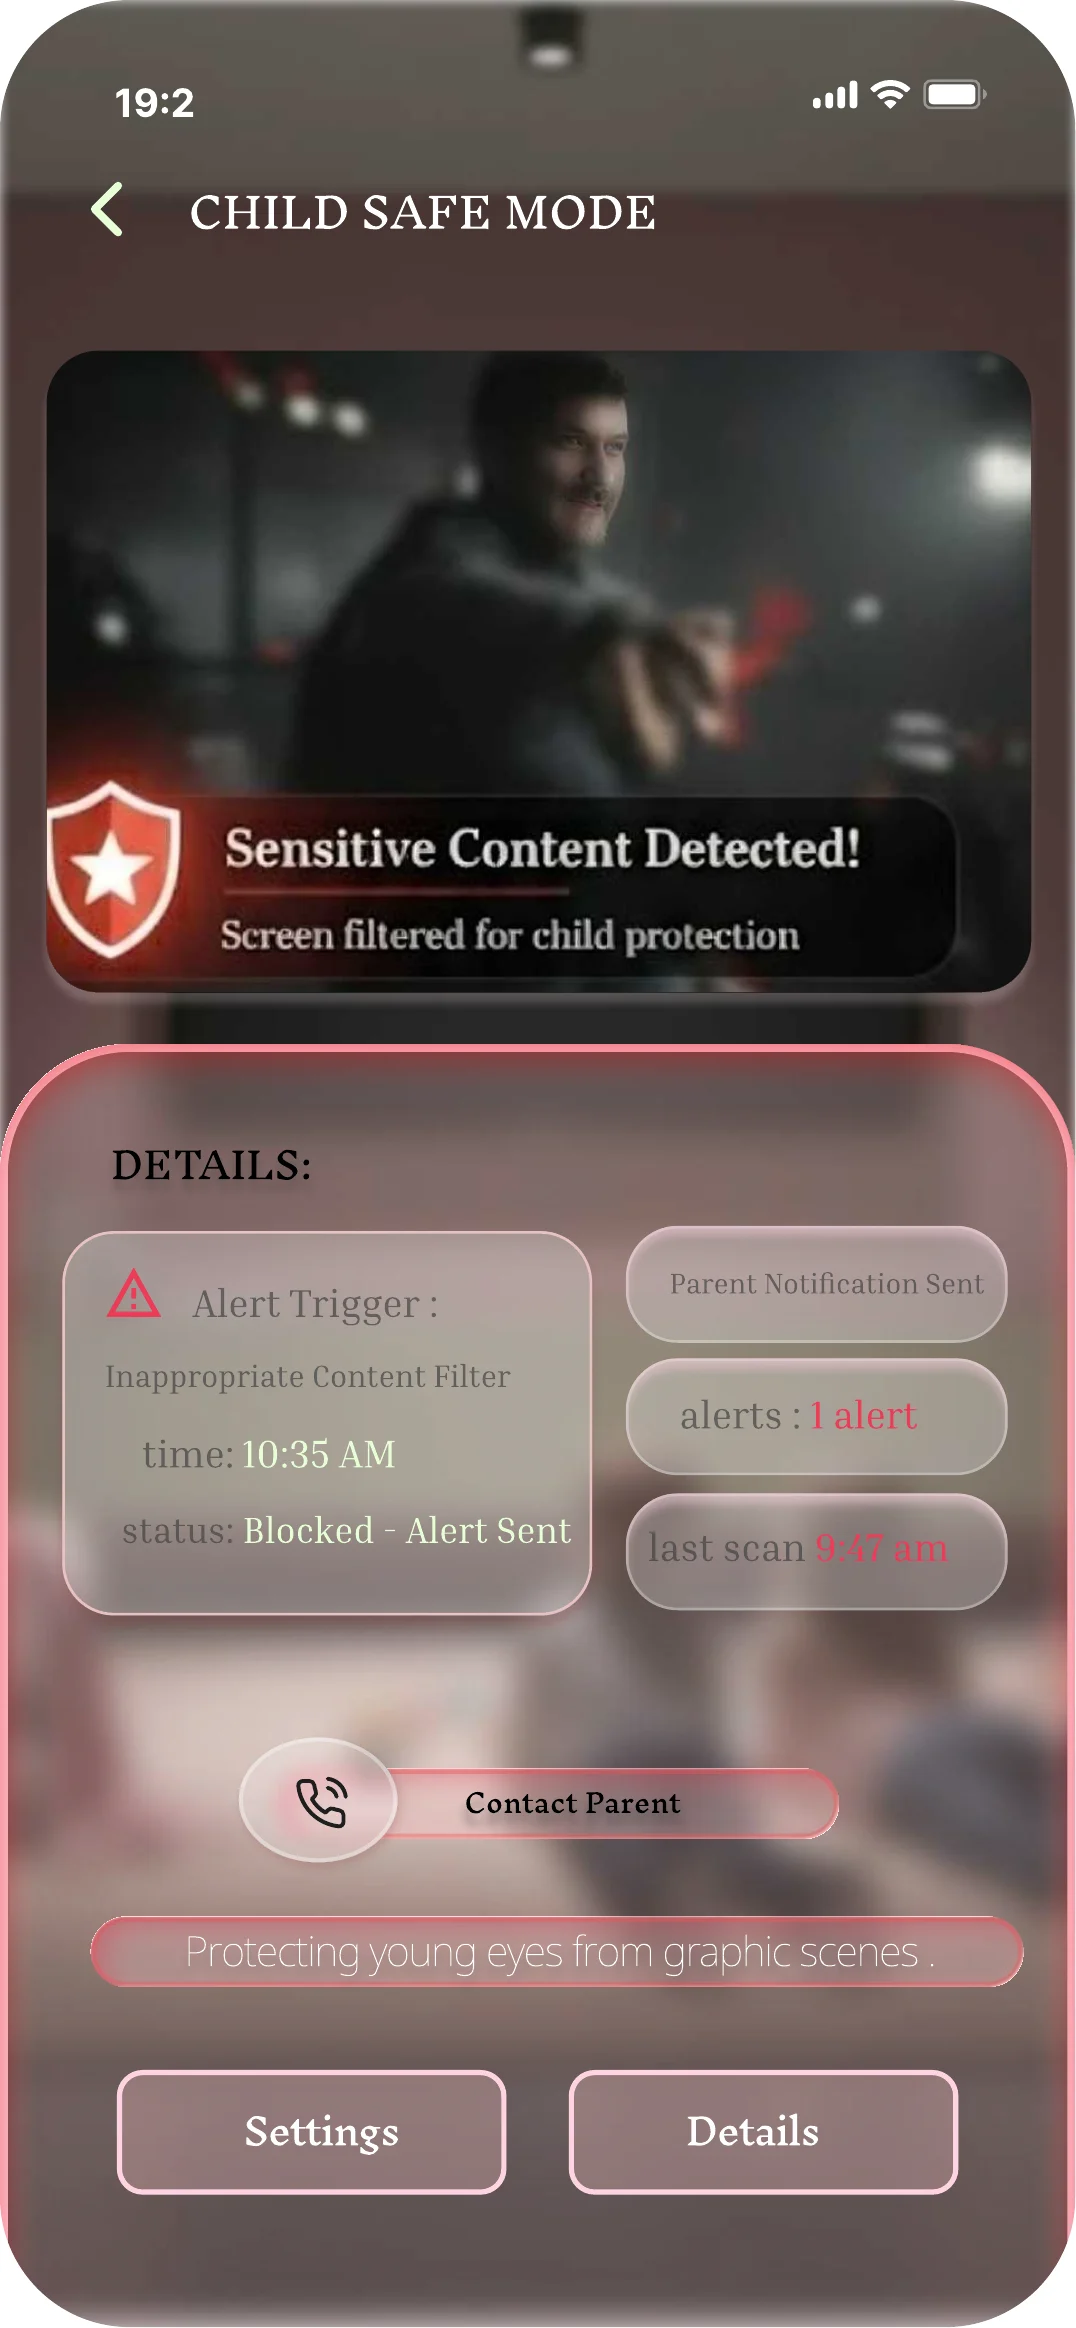 19:2
CHILD SAFE MODE
Sensitive Content Detected!
Screen filtered for child protection
DETAILS:
Alert Trigger :
Inappropriate Content Filter
time: 10:35 AM
status: Blocked - Alert Sent
Parent Notification Sent
alerts : 1 alert
last scan 9:47 am
Contact Parent
Protecting young eyes from graphic scenes .
Settings
Details